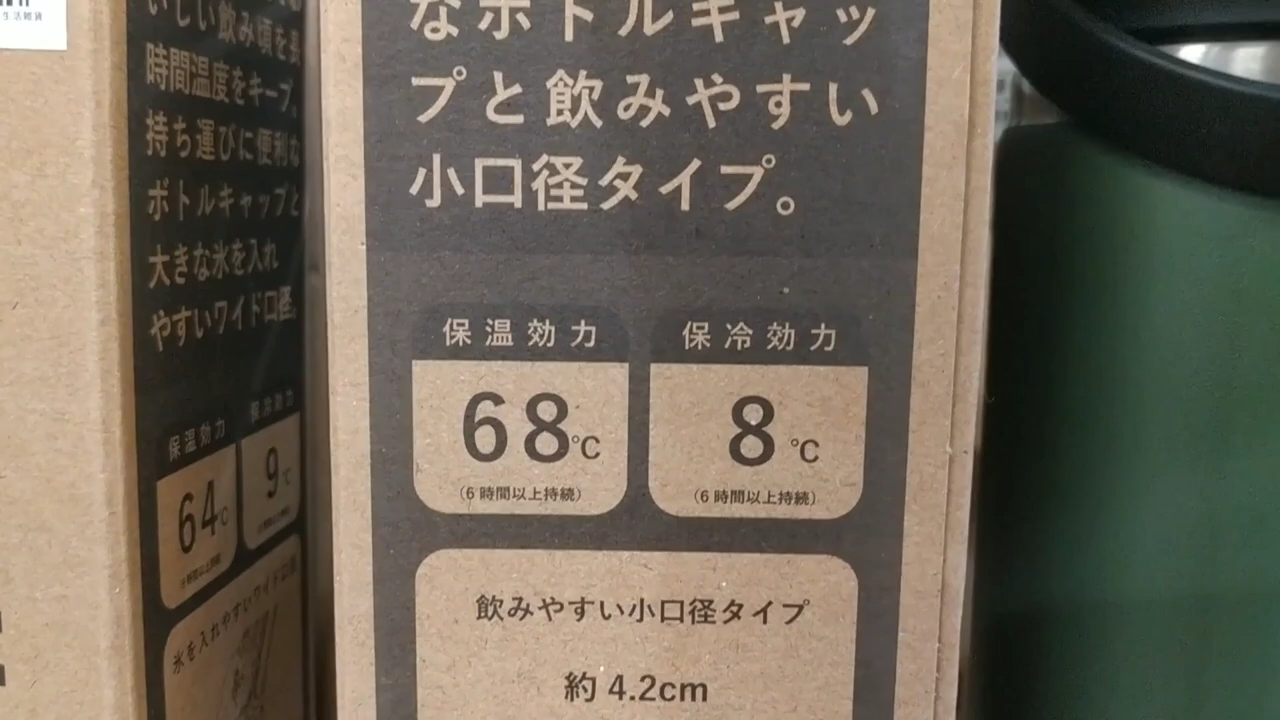 生活雑貨
いしい飲み頃を長
時間温度をキープ。
持ち運びに便利な
ボトルキャップと
大きな氷を入れ
やすいワイド口径。
保温効力
64℃
保冷効力
9℃
氷を入れやすいワイド口径
なボトルキャッ
プと飲みやすい
小口径タイプ。
保温効力
68℃
(6時間以上持続)
保冷効力
8℃
(6時間以上持続)
飲みやすい小口径タイプ
約4.2cm